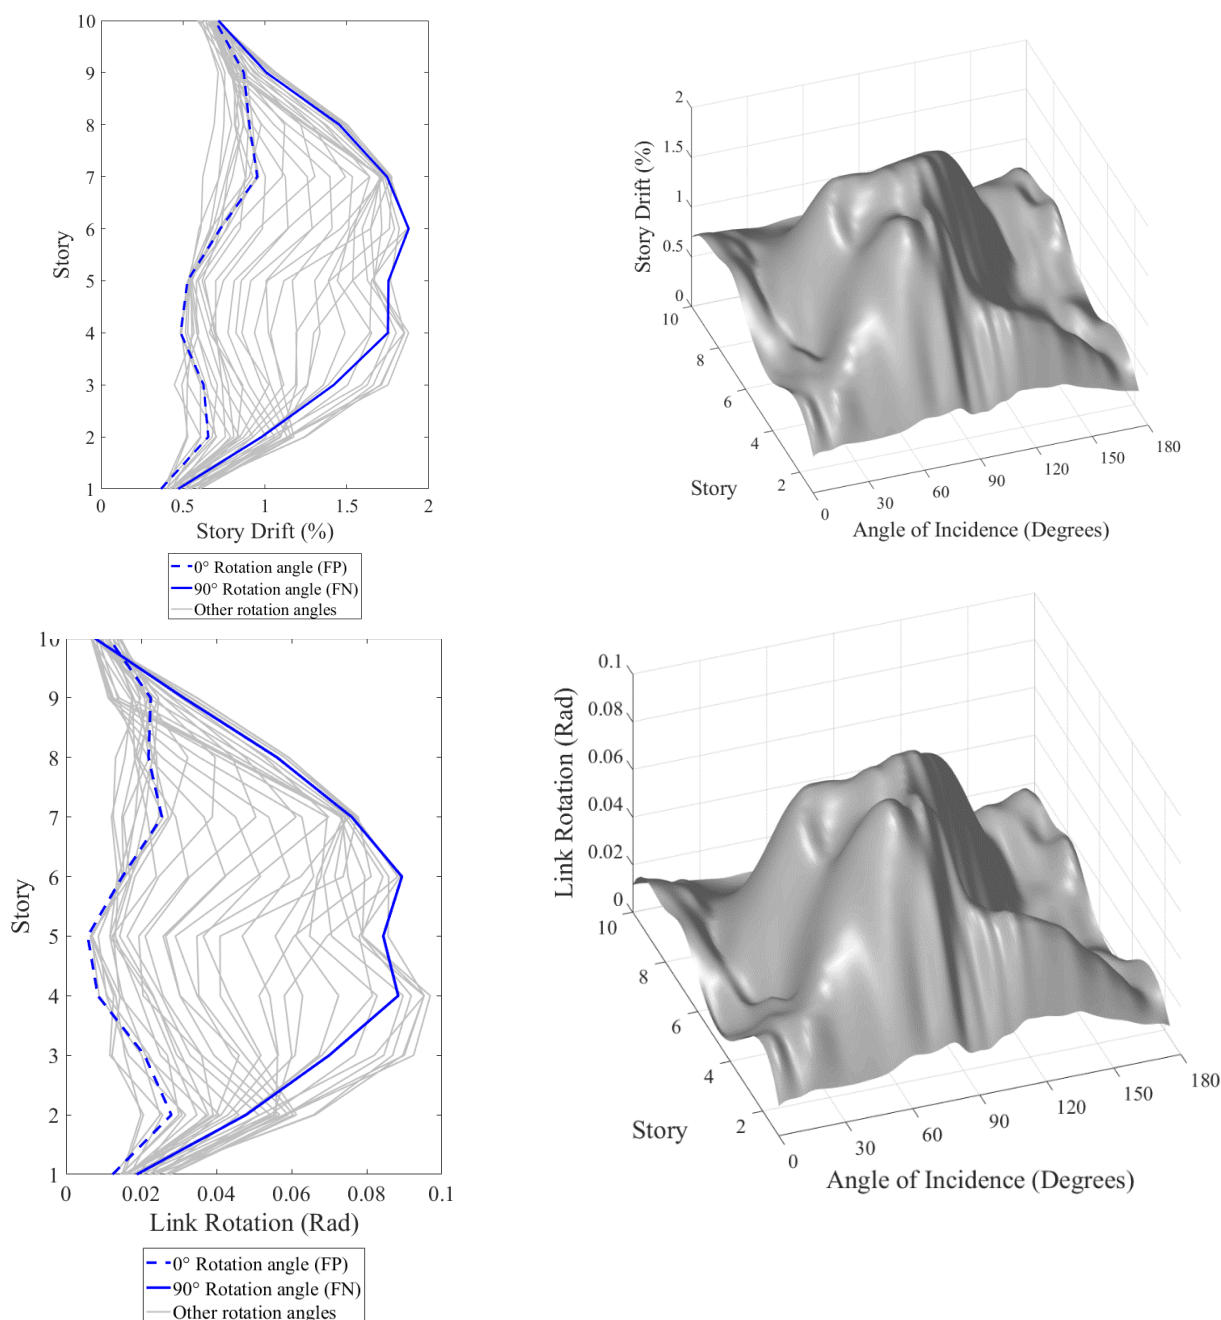 10
9
8
7
6
5
4
3
2
1
Story
0 0.5 1 1.5 2
Story Drift (%)
0° Rotation angle (FP)
90° Rotation angle (FN)
Other rotation angles
2
1.5
1
0.5
0
Story Drift (%)
10
8
6
4
2
Story
0 30 60 90 120 150 180
Angle of Incidence (Degrees)
10
9
8
7
6
5
4
3
2
1
Story
0 0.02 0.04 0.06 0.08 0.1
Link Rotation (Rad)
0° Rotation angle (FP)
90° Rotation angle (FN)
Other rotation angles
0.1
0.08
0.06
0.04
0.02
0
Link Rotation (Rad)
10
8
6
4
2
Story
0 30 60 90 120 150 180
Angle of Incidence (Degrees)